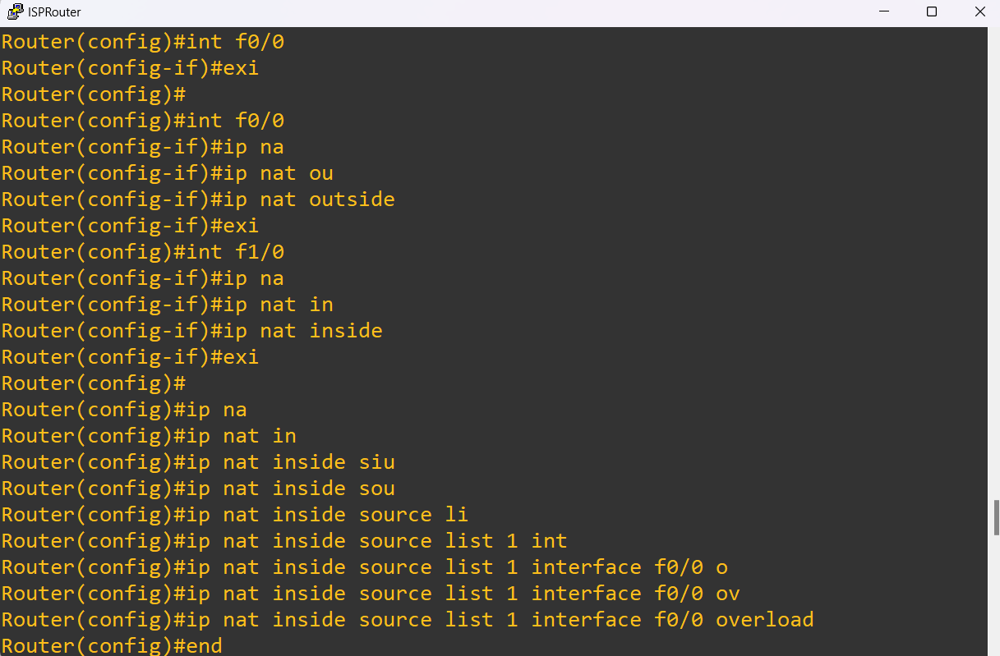 ISPRouter
Router(config)#int f0/0
Router(config-if)#exi
Router(config)#
Router(config)#int f0/0
Router(config-if)#ip na
Router(config-if)#ip nat ou
Router(config-if)#ip nat outside
Router(config-if)#exi
Router(config)#int f1/0
Router(config-if)#ip na
Router(config-if)#ip nat in
Router(config-if)#ip nat inside
Router(config-if)#exi
Router(config)#
Router(config)#ip na
Router(config)#ip nat in
Router(config)#ip nat inside siu
Router(config)#ip nat inside sou
Router(config)#ip nat inside source li
Router(config)#ip nat inside source list 1 int
Router(config)#ip nat inside source list 1 interface f0/0 o
Router(config)#ip nat inside source list 1 interface f0/0 ov
Router(config)#ip nat inside source list 1 interface f0/0 overload
Router(config)#end